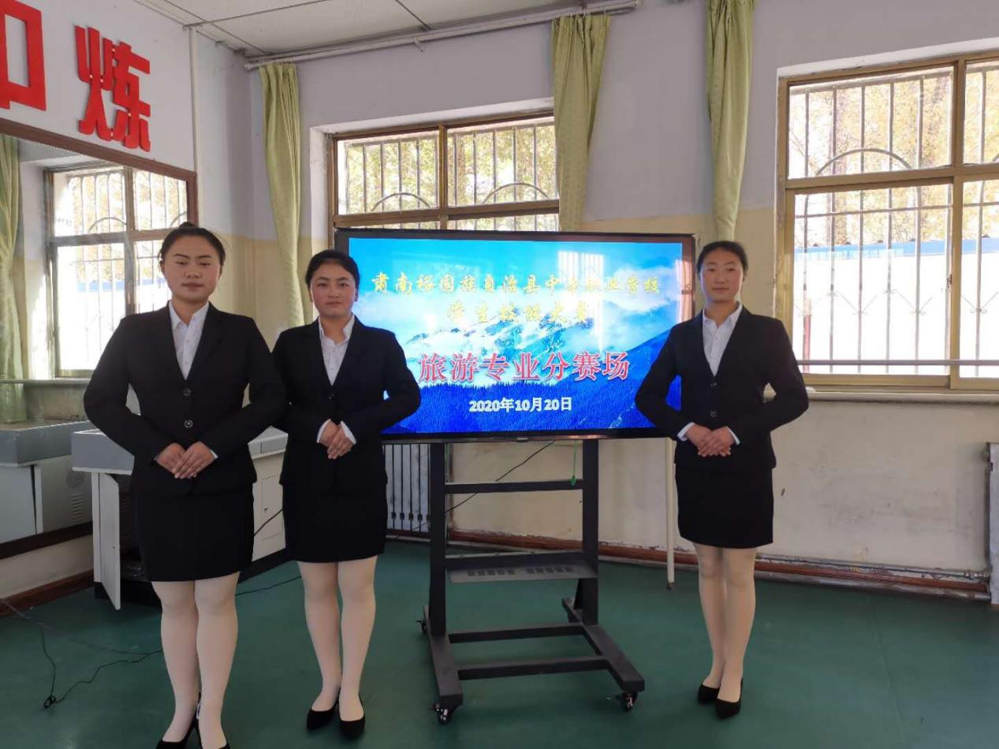 中炼
肃南裕固族自治县中等职业学校
学生技能大赛
旅游专业分赛场
2020年10月20日